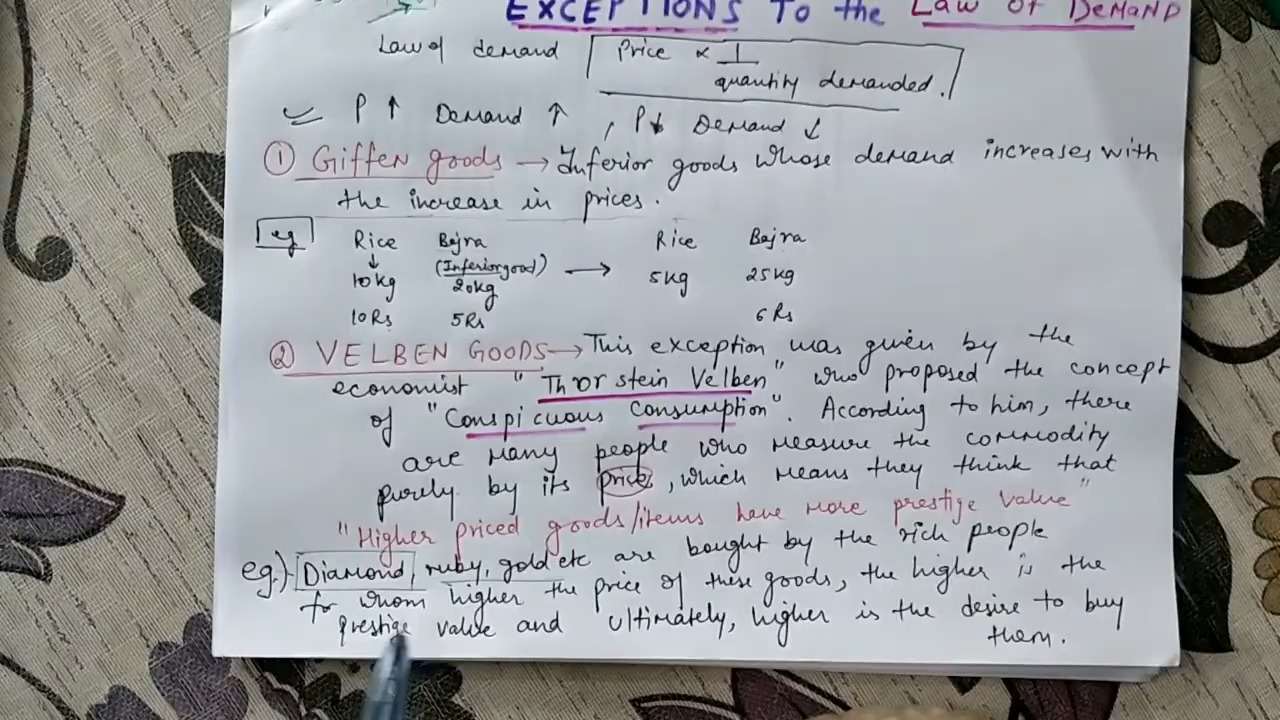 EXCEPTIONS To the Law Of DeMAND
Law of demand Price ∝ 1
quantity demanded.
P ↑ Demand ↑ , P↓ Demand ↓
① Giffen goods → Inferior goods whose demand increases with
the increase in prices.
eg Rice Bajra Rice Bajra
↓ (Inferior good) → 5kg 25kg
10kg 20kg
10Rs 5Rs 6Rs
② VELBEN GOODS → This exception was given by the
economist "Thorstein Velben" who proposed the concept
of "Conspicuous Consumption". According to him, there
are many people who measure the commodity
purely by its price, which means they think that
"Higher priced goods/items have more prestige value"
eg.) Diamond, ruby, gold etc are bought by the rich people
for whom higher the price of these goods, the higher is the
prestige value and ultimately, higher is the desire to buy
them.